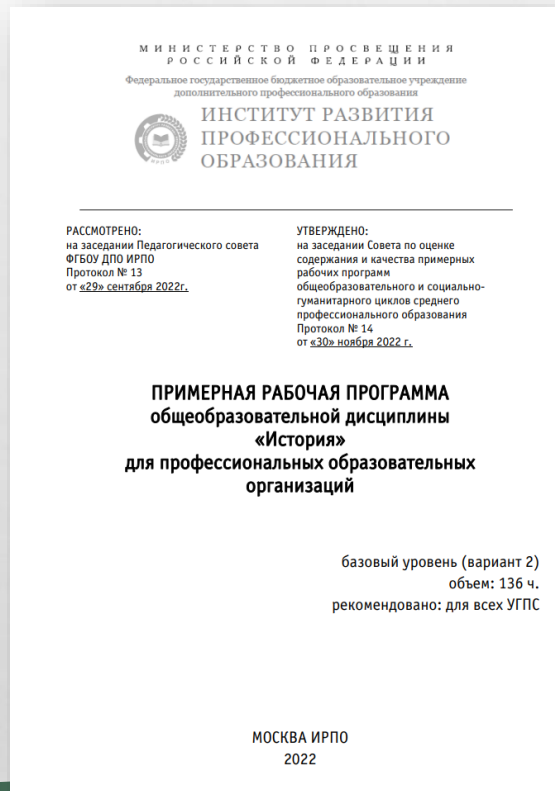 МИНИСТЕРСТВО ПРОСВЕЩЕНИЯ
РОССИЙСКОЙ ФЕДЕРАЦИИ
Федеральное государственное бюджетное образовательное учреждение
дополнительного профессионального образования
ИНСТИТУТ РАЗВИТИЯ
ПРОФЕССИОНАЛЬНОГО
ОБРАЗОВАНИЯ
ИРПО
РАССМОТРЕНО:
на заседании Педагогического совета
ФГБОУ ДПО ИРПО
Протокол № 13
от «29» сентября 2022г.
УТВЕРЖДЕНО:
на заседании Совета по оценке
содержания и качества примерных
рабочих программ
общеобразовательного и социально-
гуманитарного циклов среднего
профессионального образования
Протокол № 14
от «30» ноября 2022 г.
ПРИМЕРНАЯ РАБОЧАЯ ПРОГРАММА
общеобразовательной дисциплины
«История»
для профессиональных образовательных
организаций
базовый уровень (вариант 2)
объем: 136 ч.
рекомендовано: для всех УГПС
МОСКВА ИРПО
2022